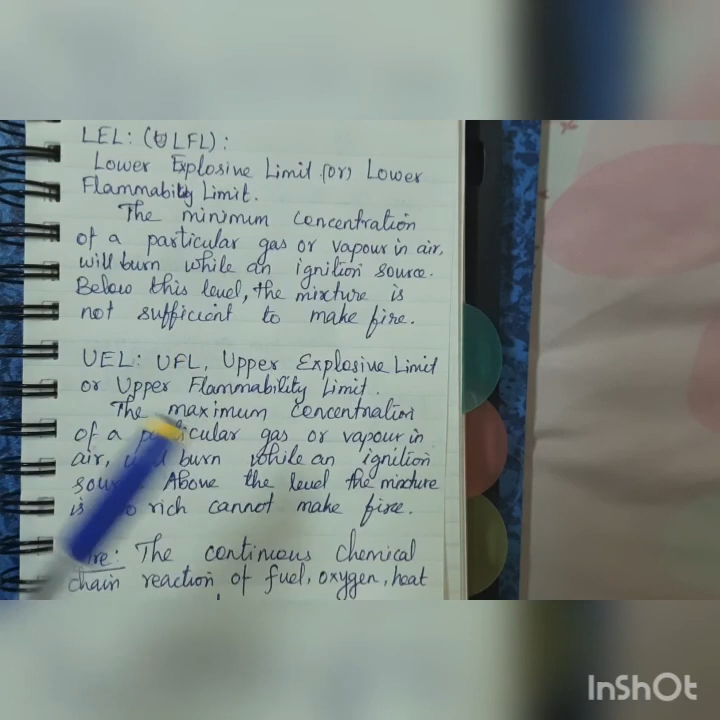 LEL: (LFL):
Lower Explosive Limit (or) Lower
Flammability Limit.
The minimum concentration
of a particular gas or vapour in air,
will burn while an ignition source.
Below this level, the mixture is
not sufficient to make fire.
UEL: UFL, Upper Explosive Limit
or Upper Flammability Limit.
The maximum concentration
of a gas or vapour in
air, burn while an ignition
Above the level the mixture
is rich cannot make fire.
The continuous chemical
chain reaction of fuel, oxygen, heat
InShOt